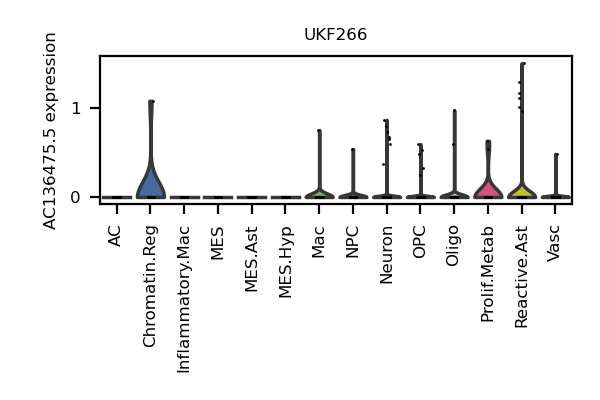 UKF266
AC136475.5 expression
1
0
AC
Chromatin.Reg
Inflammatory.Mac
MES
MES.Ast
MES.Hyp
Mac
NPC
Neuron
OPC
Oligo
Prolif.Metab
Reactive.Ast
Vasc